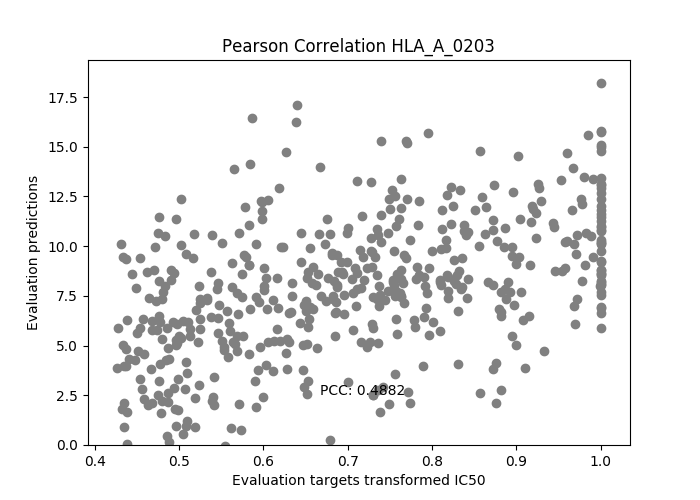 Pearson Correlation HLA_A_0203
Evaluation predictions
17.5
15.0
12.5
10.0
7.5
5.0
2.5
0.0
PCC: 0.4882
0.4 0.5 0.6 0.7 0.8 0.9 1.0
Evaluation targets transformed IC50